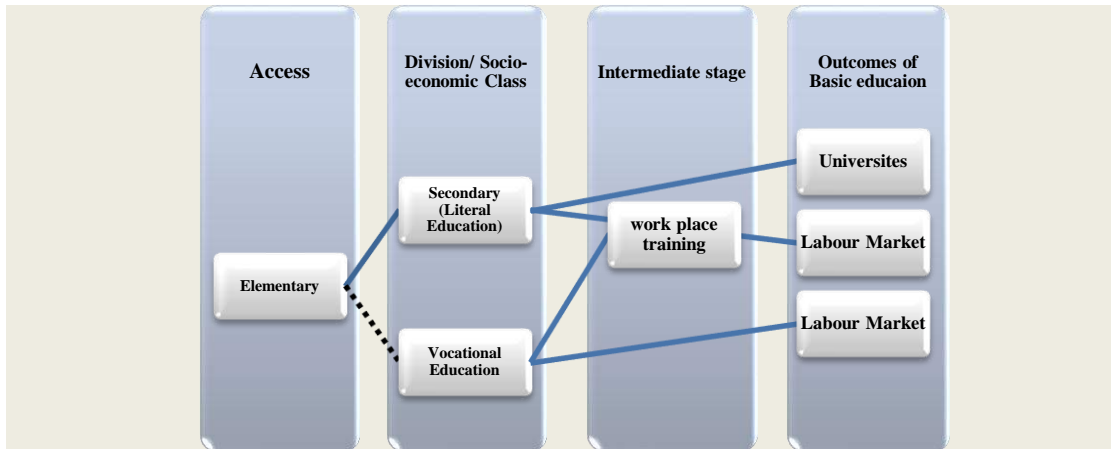 Access
Elementary
Division/ Socio-
economic Class
Secondary
(Literal
Education)
Vocational
Education
Intermediate stage
work place
training
Outcomes of
Basic educaion
Universites
Labour Market
Labour Market